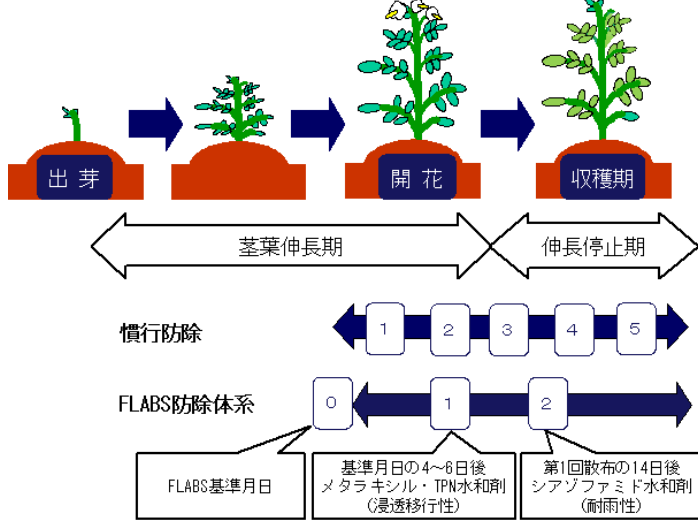 出芽
開花
収穫期
茎葉伸長期
伸長停止期
慣行防除
1
2
3
4
5
FLABS防除体系
0
1
2
FLABS基準月日
基準月日の4～6日後
メタラキシル・TPN水和剤
(浸透移行性)
第1回散布の14日後
シアゾファミド水和剤
(耐雨性)